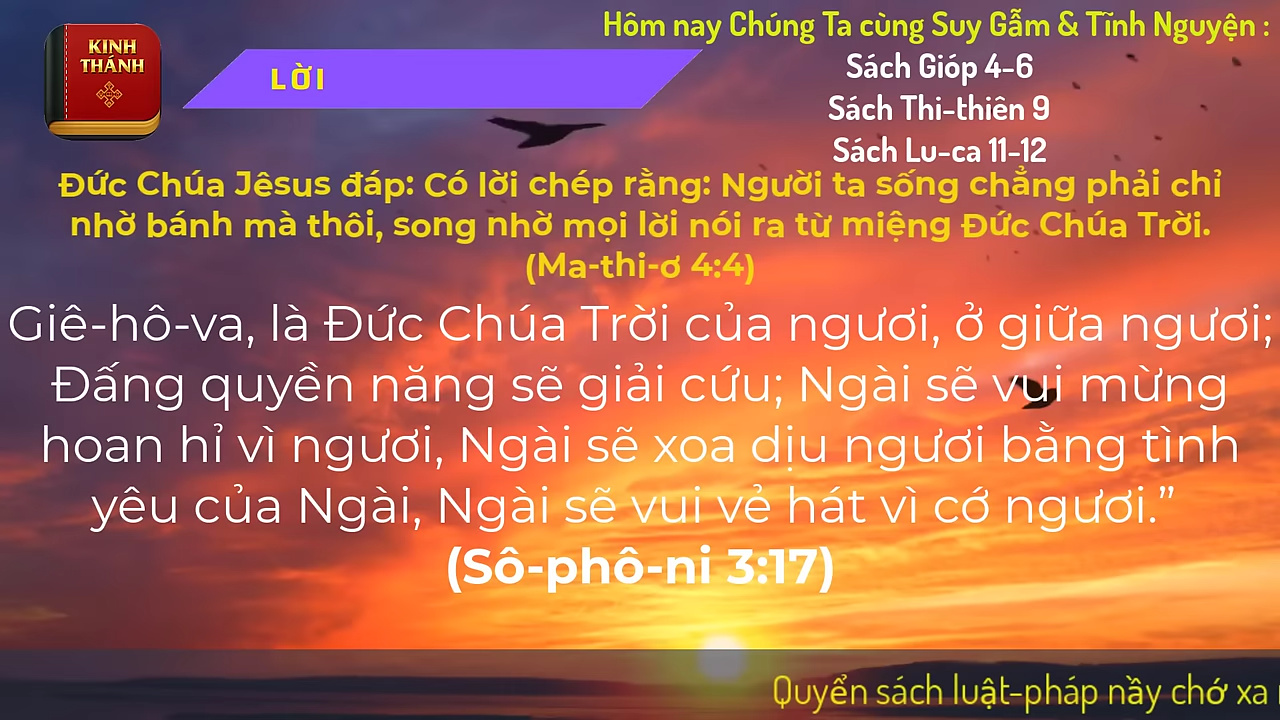 KINH
THÁNH
LỜI
Hôm nay Chúng Ta cùng Suy Gẫm & Tĩnh Nguyện :
Sách Gióp 4-6
Sách Thi-thiên 9
Sách Lu-ca 11-12
Đức Chúa Jêsus đáp: Có lời chép rằng: Người ta sống chẳng phải chỉ
nhờ bánh mà thôi, song nhờ mọi lời nói ra từ miệng Đức Chúa Trời.
(Ma-thi-ơ 4:4)
Giê-hô-va, là Đức Chúa Trời của ngươi, ở giữa ngươi;
Đấng quyền năng sẽ giải cứu; Ngài sẽ vui mừng
hoan hỉ vì ngươi, Ngài sẽ xoa dịu ngươi bằng tình
yêu của Ngài, Ngài sẽ vui vẻ hát vì cớ ngươi.”
(Sô-phô-ni 3:17)
Quyển sách luật-pháp nầy chớ xa